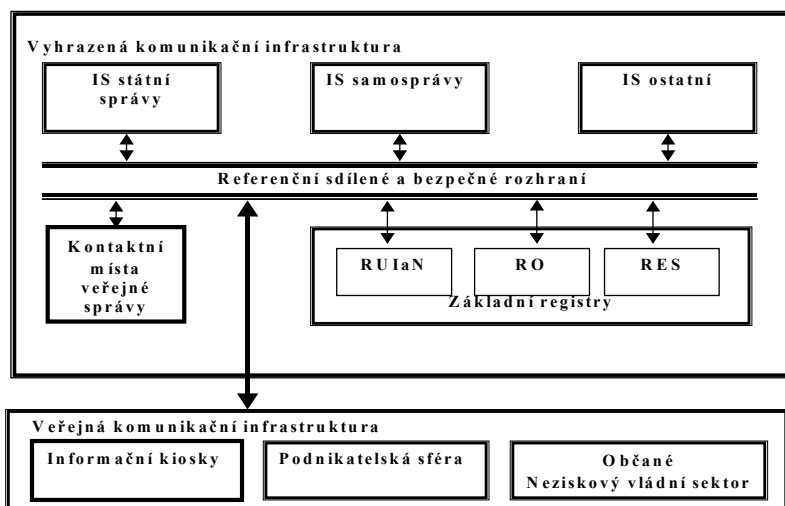 Vyhrazená komunikační infrastruktura
IS státní
správy
IS samosprávy
IS ostatní
Referenční sdílené a bezpečné rozhraní
Kontaktní
místa
veřejné
správy
RUIaN
RO
RES
Základní registry
Veřejná komunikační infrastruktura
Informační kiosky
Podnikatelská sféra
Občané
Neziskový vládní sektor